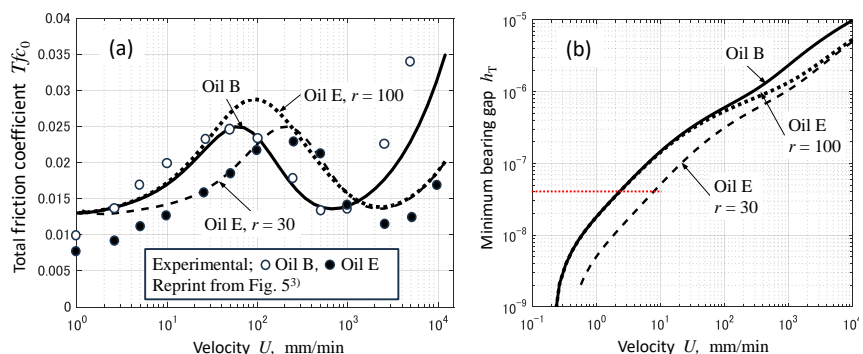 (a)
Total friction coefficient Tfc₀
0.04
0.035
0.03
0.025
0.02
0.015
0.01
0.005
0
Oil B
Oil E, r = 100
Oil E, r = 30
Experimental; ○ Oil B, ● Oil E
Reprint from Fig. 5³⁾
10⁰ 10¹ 10² 10³ 10⁴
Velocity U, mm/min
(b)
Minimum bearing gap h_T
10⁻⁵
10⁻⁶
10⁻⁷
10⁻⁸
10⁻⁹
Oil B
Oil E
r = 100
Oil E
r = 30
10⁻¹ 10⁰ 10¹ 10² 10³ 10⁴
Velocity U, mm/min